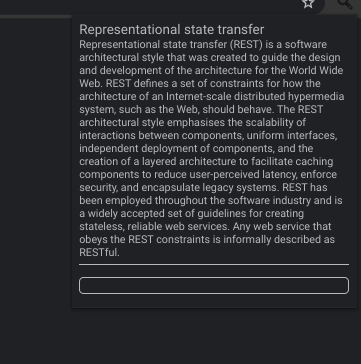 Representational state transfer
Representational state transfer (REST) is a software
architectural style that was created to guide the design
and development of the architecture for the World Wide
Web. REST defines a set of constraints for how the
architecture of an Internet-scale distributed hypermedia
system, such as the Web, should behave. The REST
architectural style emphasises the scalability of
interactions between components, uniform interfaces,
independent deployment of components, and the
creation of a layered architecture to facilitate caching
components to reduce user-perceived latency, enforce
security, and encapsulate legacy systems. REST has
been employed throughout the software industry and is
a widely accepted set of guidelines for creating
stateless, reliable web services. Any web service that
obeys the REST constraints is informally described as
RESTful.